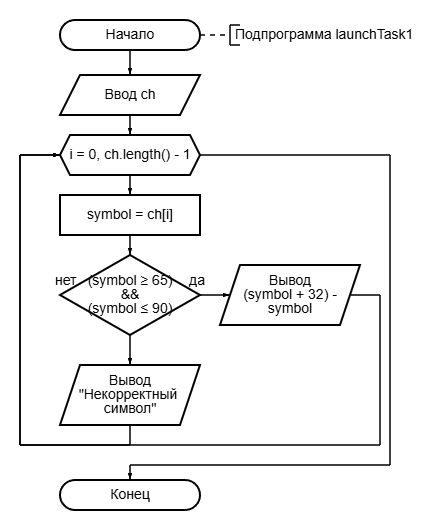 Начало
Подпрограмма launchTask1
Ввод ch
i = 0, ch.length() - 1
symbol = ch[i]
нет
(symbol ≥ 65)
&&
(symbol ≤ 90)
да
Вывод
(symbol + 32) -
symbol
Вывод
"Некорректный
символ"
Конец